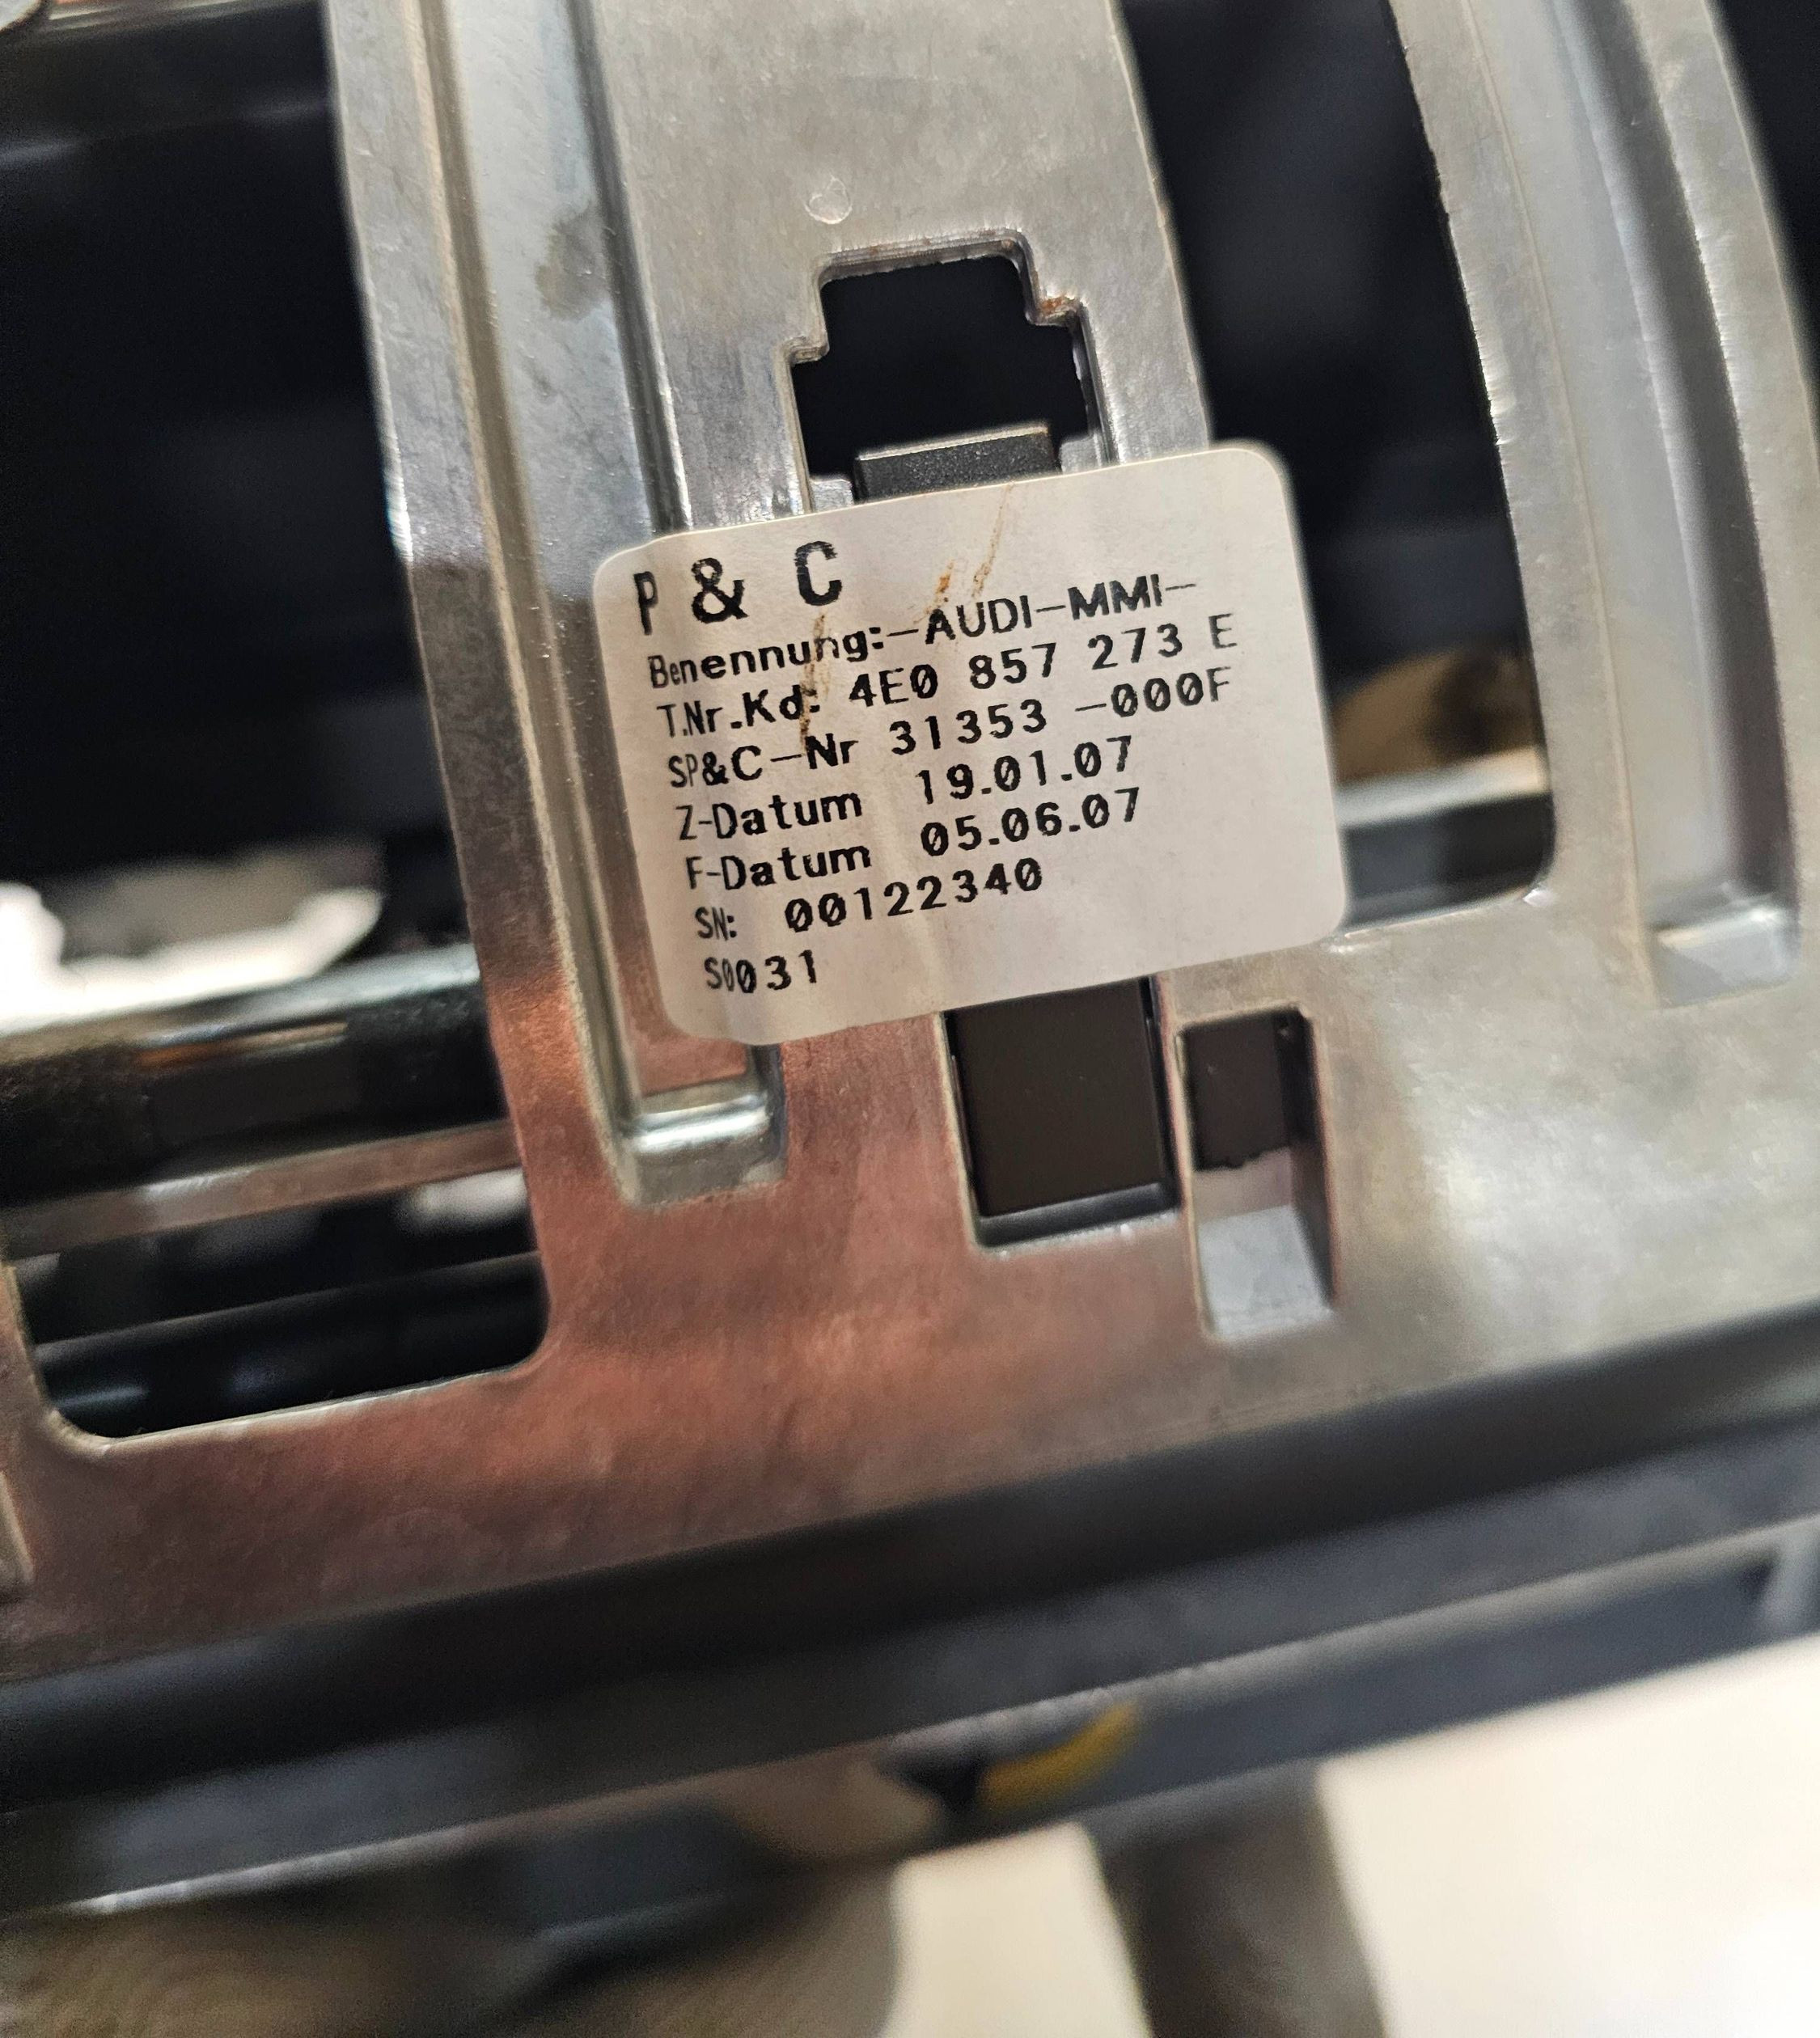 P & C
Benennung:-AUDI-MMI-
T.Nr.Kd: 4E0 857 273 E
SP&C-Nr 31353 -000F
Z-Datum 19.01.07
F-Datum 05.06.07
SN: 00122340
S0031